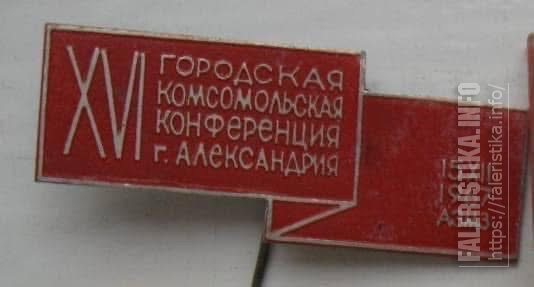 XVI
ГОРОДСКАЯ
КОМСОМОЛЬСКАЯ
КОНФЕРЕНЦИЯ
г. АЛЕКСАНДРИЯ
FALERISTIKA.INFO
https://faleristika.info/